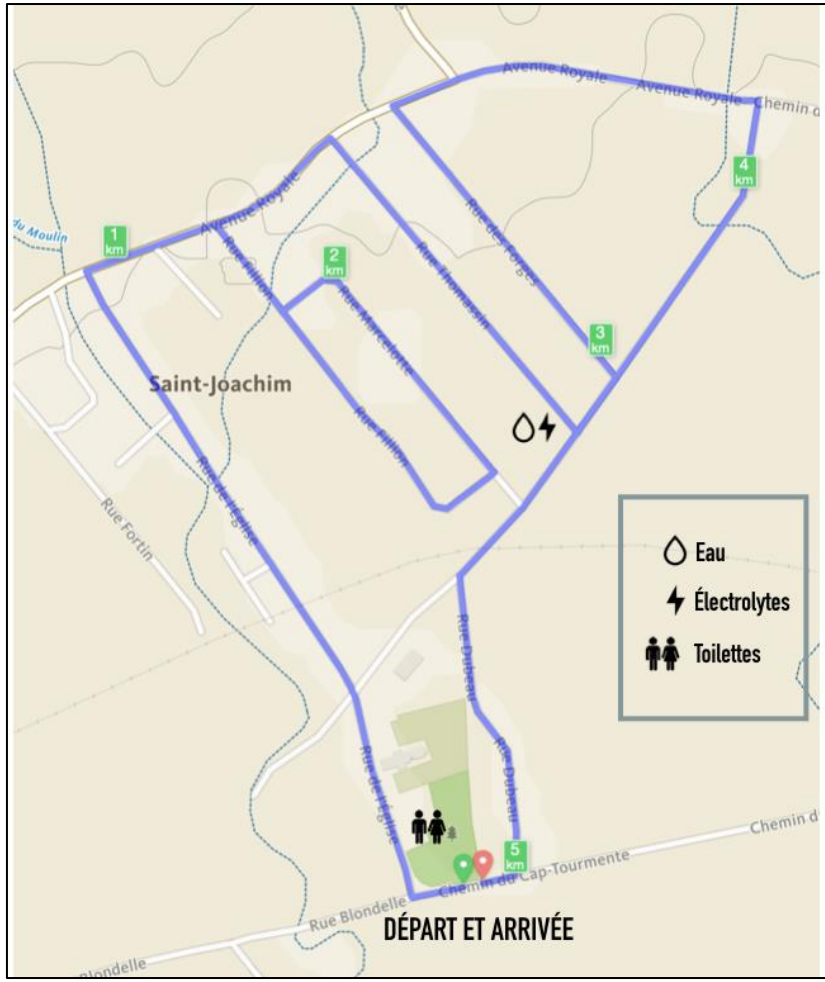 Avenue Royale
Avenue Royale
Chemin d
4
km
1
km
Avenue Royale
du Moulin
Rue Fillion
2
km
Rue Marcelotte
Rue Thomassin
Rue des Forges
3
km
Saint-Joachim
Rue Fillion
Rue de l'Église
Rue Fortin
Eau
Électrolytes
Toilettes
Rue Dubeau
Rue Dubeau
Rue de l'Église
5
km
Chemin d
Chemin du Cap-Tourmente
Rue Blondelle
DÉPART ET ARRIVÉE
Blondelle